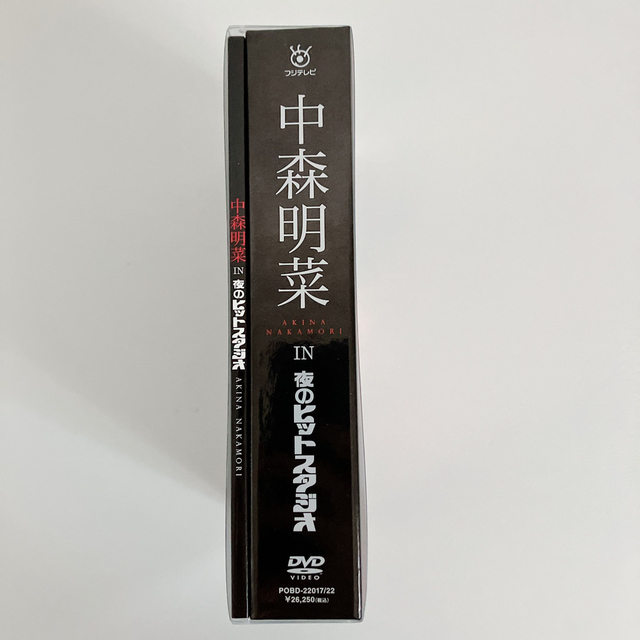 フジテレビ
中森明菜
AKINA
NAKAMORI
IN
夜のヒットスタジオ
DVD
VIDEO
POBD-22017/22
¥26,250(税込)
中森明菜 IN 夜のヒットスタジオ AKINA NAKAMORI